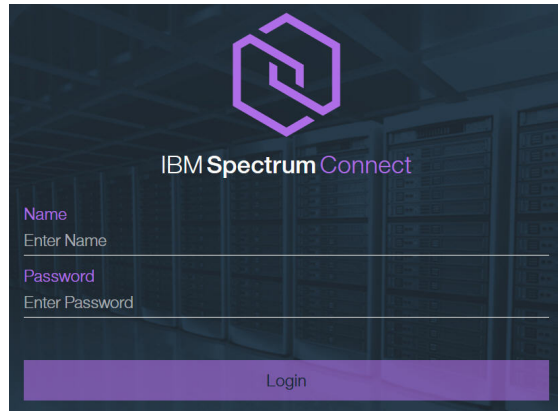 IBM Spectrum Connect
Name
Enter Name
Password
Enter Password
Login